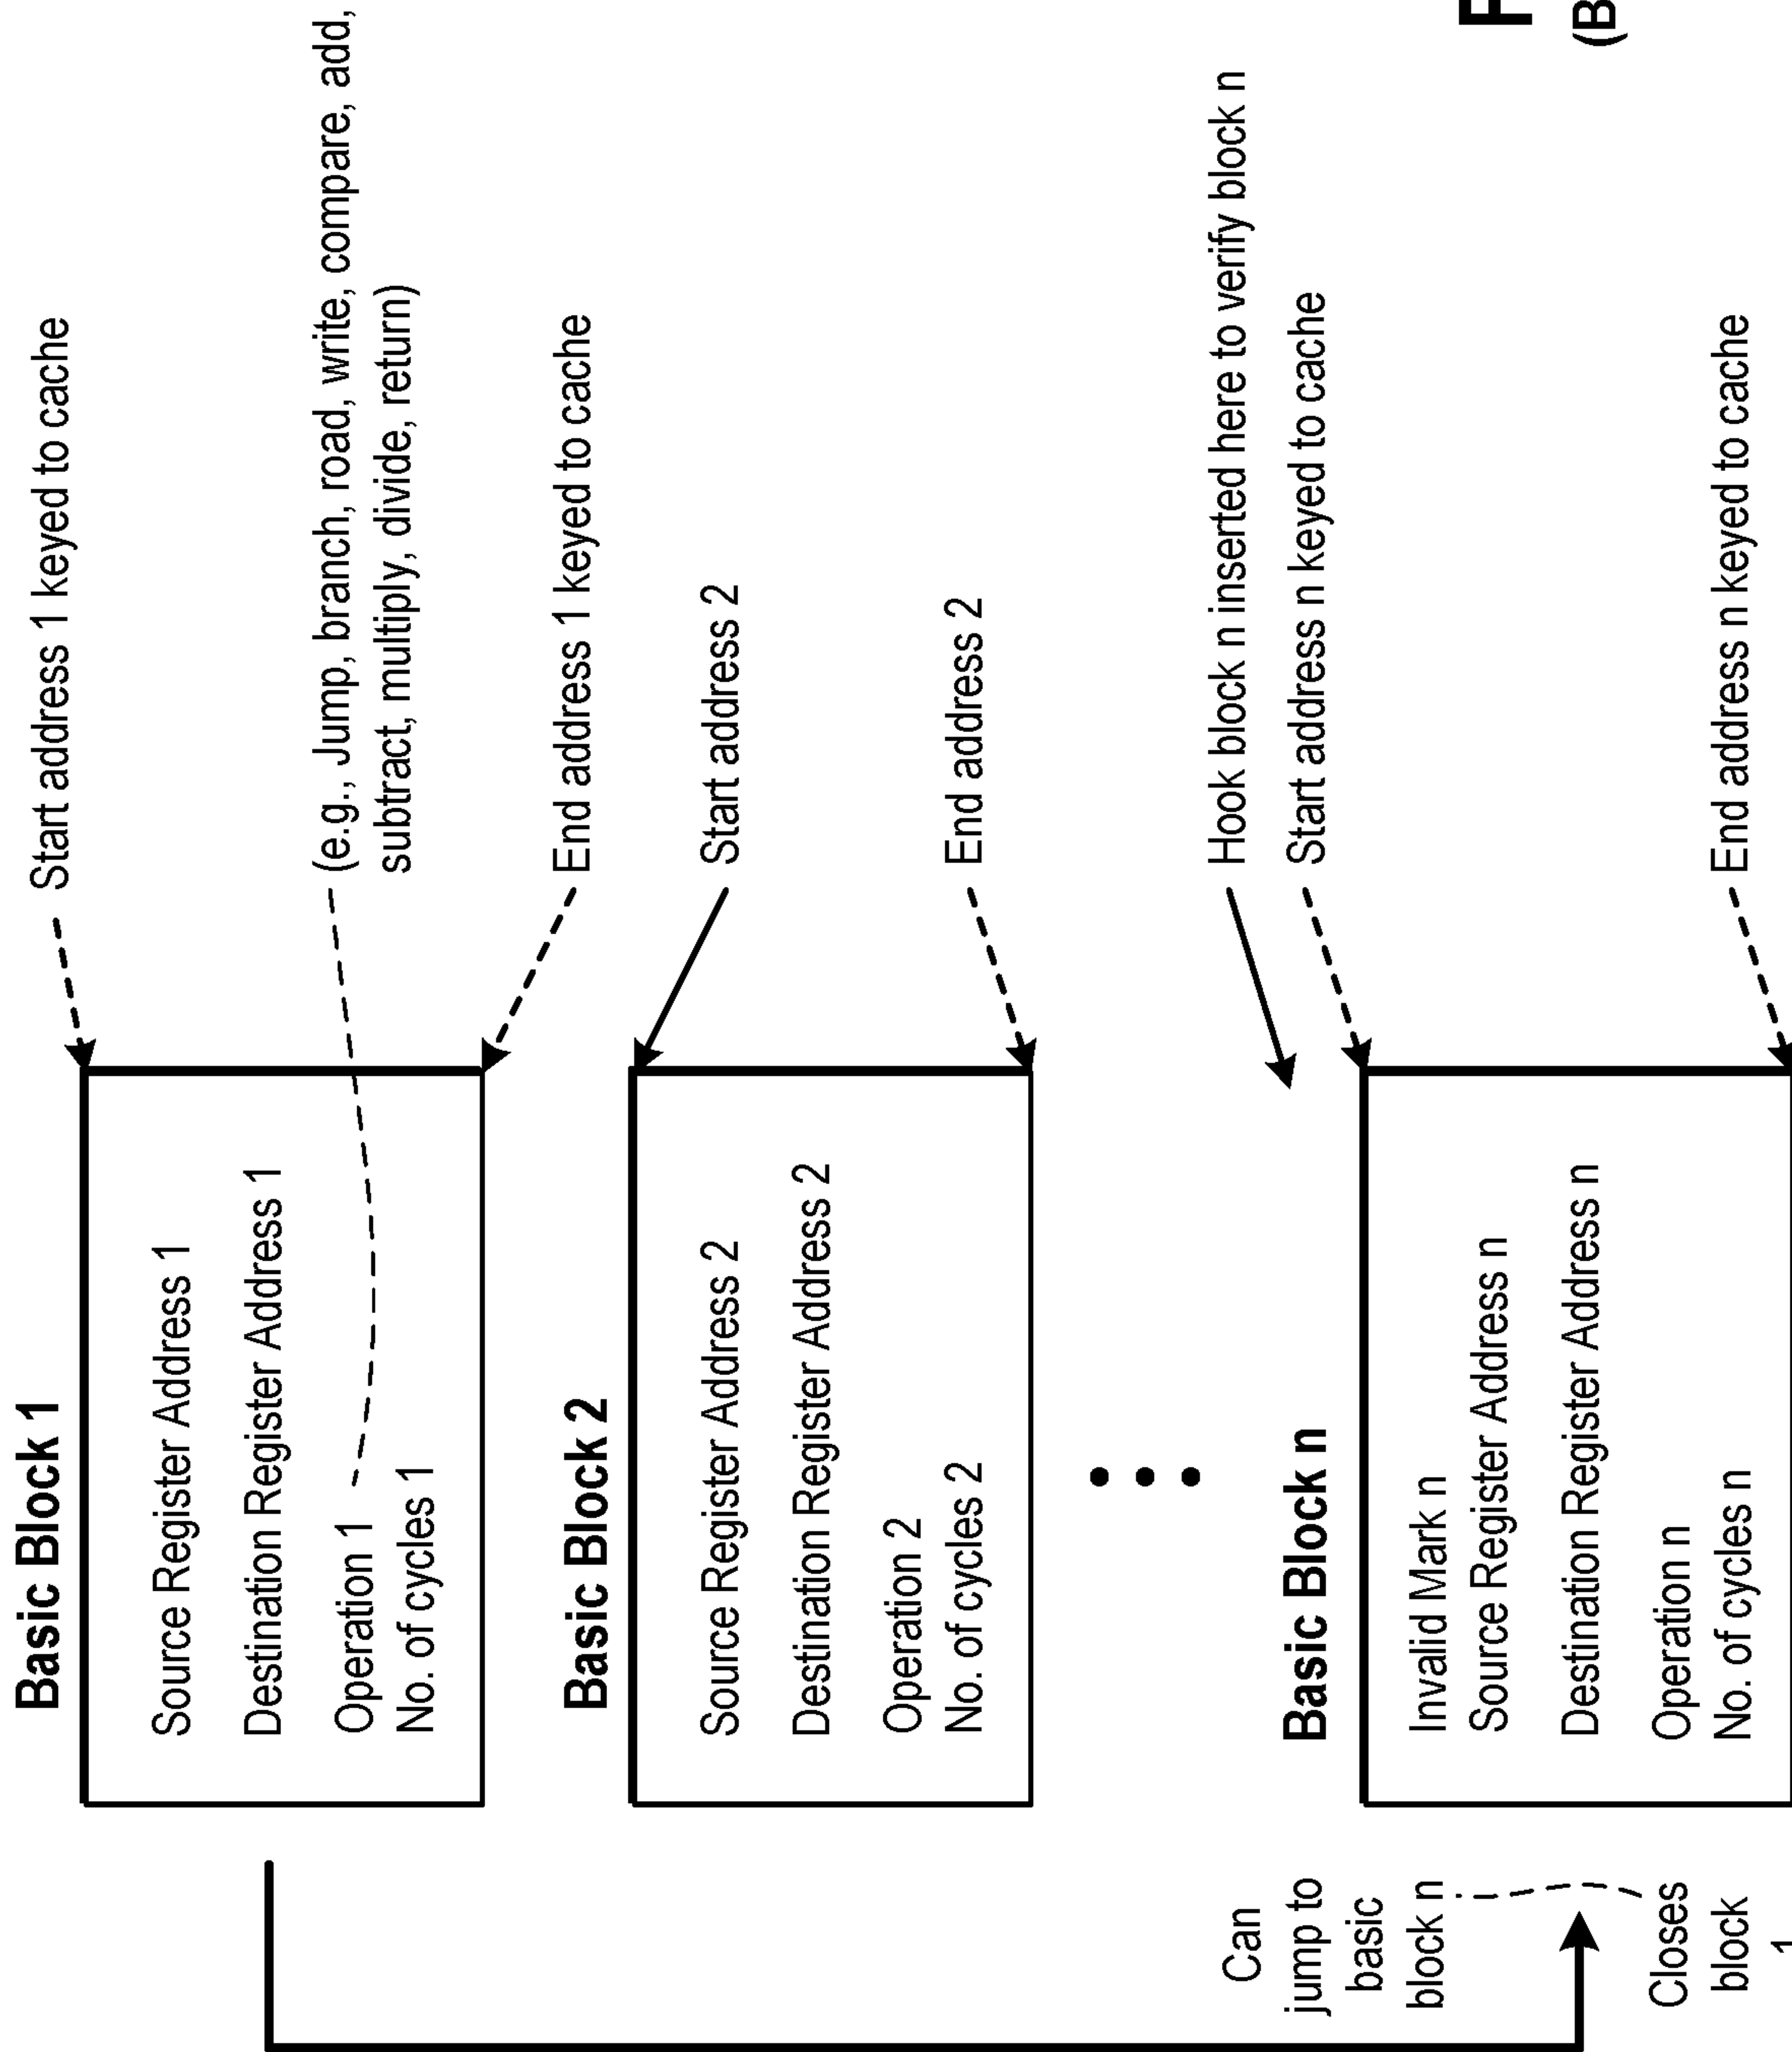 Basic Block 1
Start address 1 keyed to cache
Source Register Address 1
Destination Register Address 1
Operation 1
(e.g., Jump, branch, road, write, compare, add,
subtract, multiply, divide, return)
No. of cycles 1
End address 1 keyed to cache
Basic Block 2
Start address 2
Source Register Address 2
Destination Register Address 2
Operation 2
No. of cycles 2
End address 2
Can
jump to
basic
block n
Closes
block
1
Hook block n inserted here to verify block n
Basic Block n
Start address n keyed to cache
Invalid Mark n
Source Register Address n
Destination Register Address n
Operation n
No. of cycles n
End address n keyed to cache
F
(B